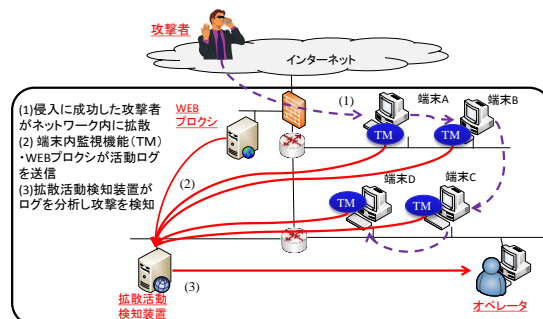 攻撃者
インターネット
(1)侵入に成功した攻撃者
がネットワーク内に拡散
(2) 端末内監視機能(TM)
・WEBプロキシが活動ログ
を送信
(3)拡散活動検知装置が
ログを分析し攻撃を検知
WEB
プロクシ
(1)
端末A
端末B
TM
TM
(2)
端末D
端末C
TM
TM
(3)
拡散活動
検知装置
オペレータ